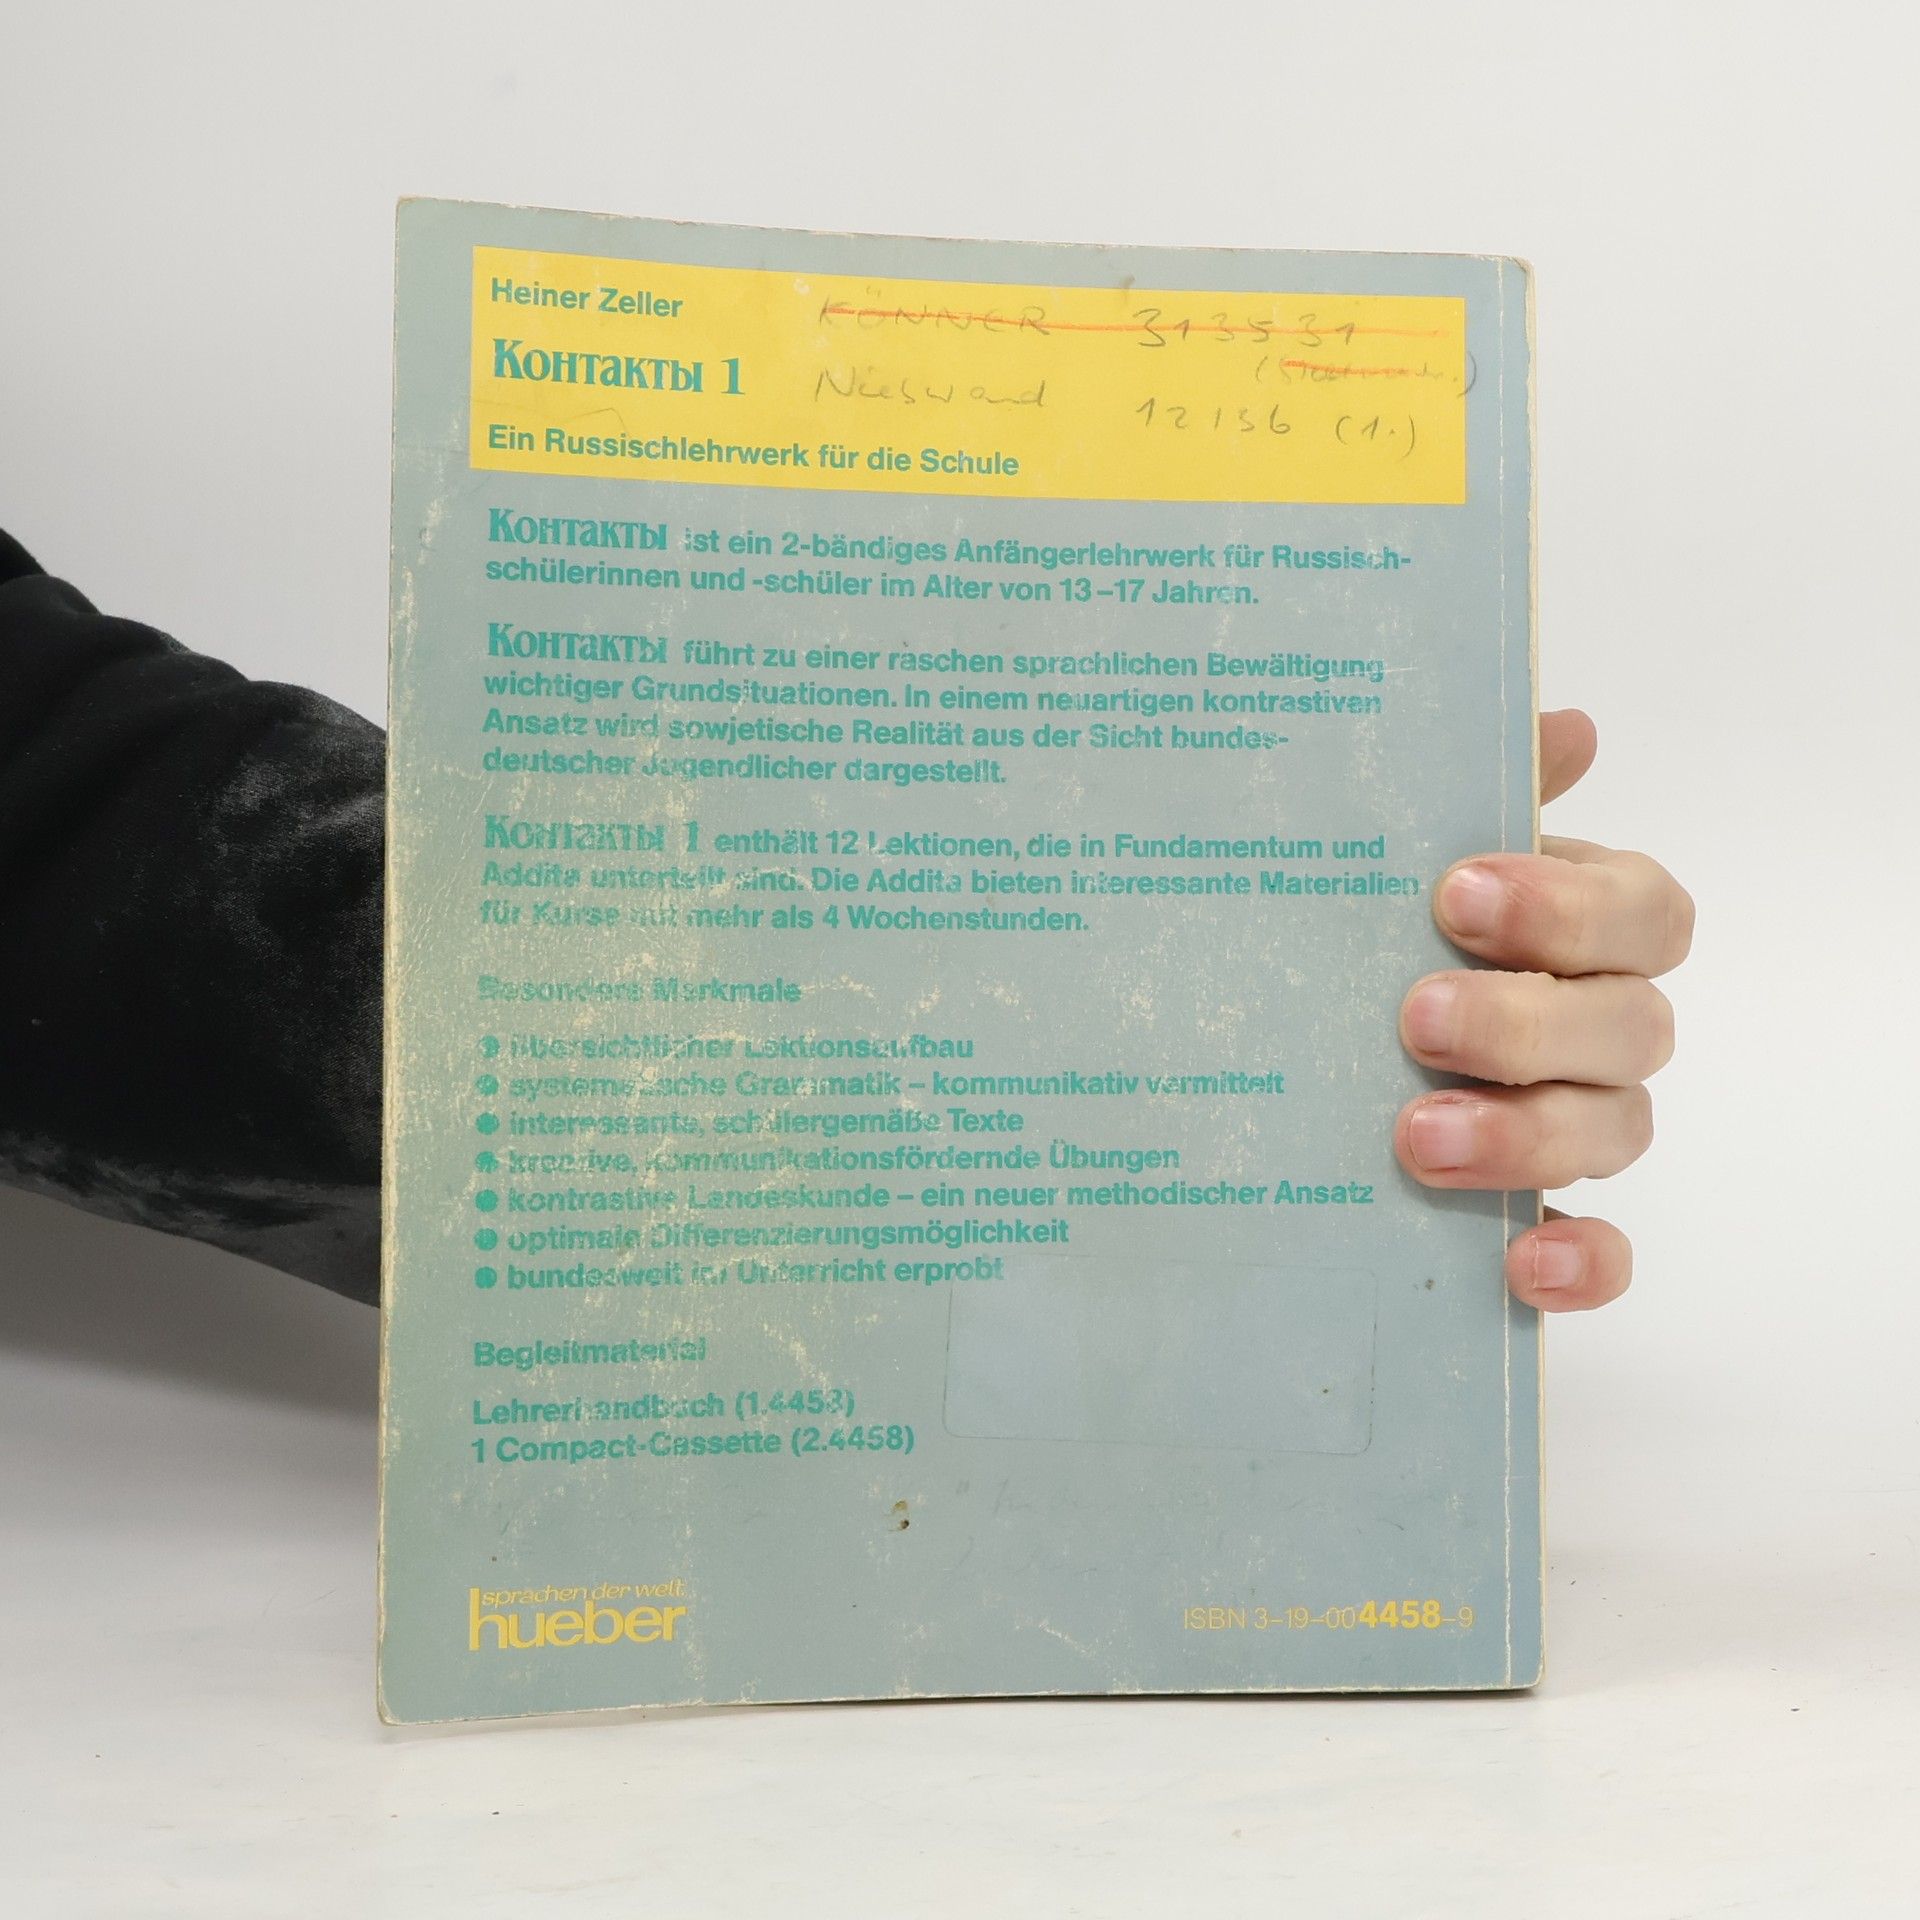 Heiner Zeller
KÖNNER 313531
Контакты 1
Nieswand 12156 (1.)
Ein Russischlehrwerk für die Schule
Контакты ist ein 2-bändiges Anfängerlehrwerk für Russisch-
schülerinnen und -schüler im Alter von 13–17 Jahren.
Контакты führt zu einer raschen sprachlichen Bewältigung
wichtiger Grundsituationen. In einem neuartigen kontrastiven
Ansatz wird sowjetische Realität aus der Sicht bundes-
deutscher Jugendlicher dargestellt.
Контакты 1 enthält 12 Lektionen, die in Fundamentum und
Addita unterteilt sind. Die Addita bieten interessante Materialien
für Kurse mit mehr als 4 Wochenstunden.
Besondere Merkmale
● übersichtlicher Lektionsaufbau
● systematische Grammatik – kommunikativ vermittelt
● interessante, schülergemäße Texte
● kreative, kommunikationsfördernde Übungen
● kontrastive Landeskunde – ein neuer methodischer Ansatz
● optimale Differenzierungsmöglichkeit
● bundesweit im Unterricht erprobt
Begleitmaterial
Lehrerhandbuch (1.4458)
1 Compact-Cassette (2.4458)
sprachen der welt
hueber
ISBN 3–19–004458–9